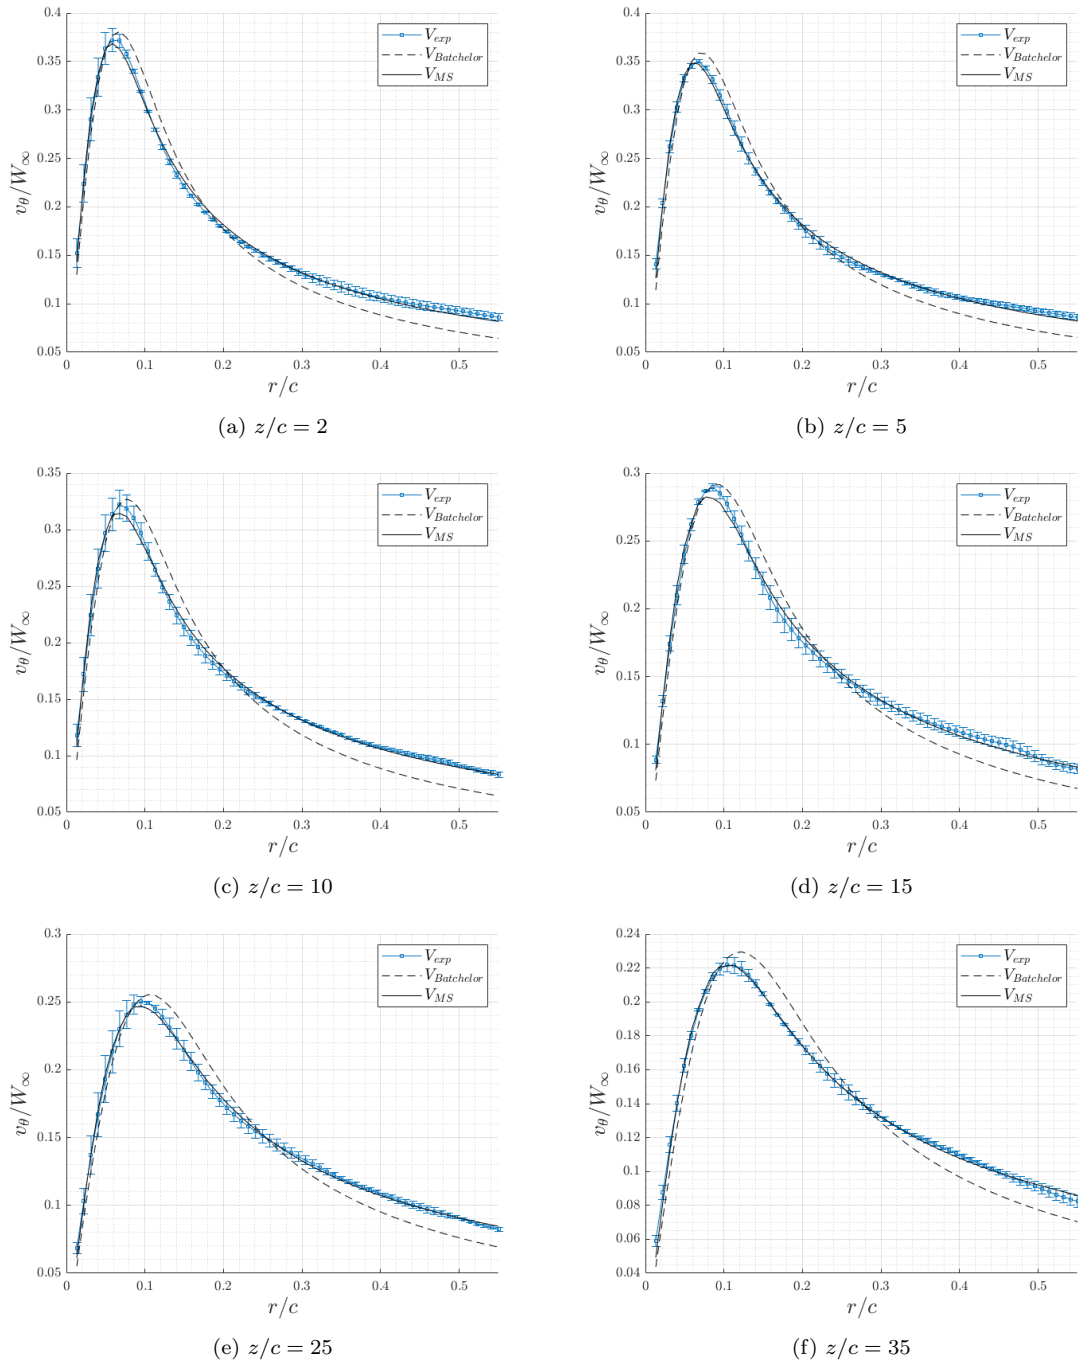 0.4
0.35
0.3
0.25
0.2
0.15
0.1
0.05
v_θ/W_∞
0 0.1 0.2 0.3 0.4 0.5
r/c
V_exp
V_Batchelor
V_MS
(a) z/c = 2
0.4
0.35
0.3
0.25
0.2
0.15
0.1
0.05
v_θ/W_∞
0 0.1 0.2 0.3 0.4 0.5
r/c
V_exp
V_Batchelor
V_MS
(b) z/c = 5
0.35
0.3
0.25
0.2
0.15
0.1
0.05
v_θ/W_∞
0 0.1 0.2 0.3 0.4 0.5
r/c
V_exp
V_Batchelor
V_MS
(c) z/c = 10
0.3
0.25
0.2
0.15
0.1
0.05
v_θ/W_∞
0 0.1 0.2 0.3 0.4 0.5
r/c
V_exp
V_Batchelor
V_MS
(d) z/c = 15
0.3
0.25
0.2
0.15
0.1
0.05
v_θ/W_∞
0 0.1 0.2 0.3 0.4 0.5
r/c
V_exp
V_Batchelor
V_MS
(e) z/c = 25
0.24
0.22
0.2
0.18
0.16
0.14
0.12
0.1
0.08
0.06
0.04
v_θ/W_∞
0 0.1 0.2 0.3 0.4 0.5
r/c
V_exp
V_Batchelor
V_MS
(f) z/c = 35